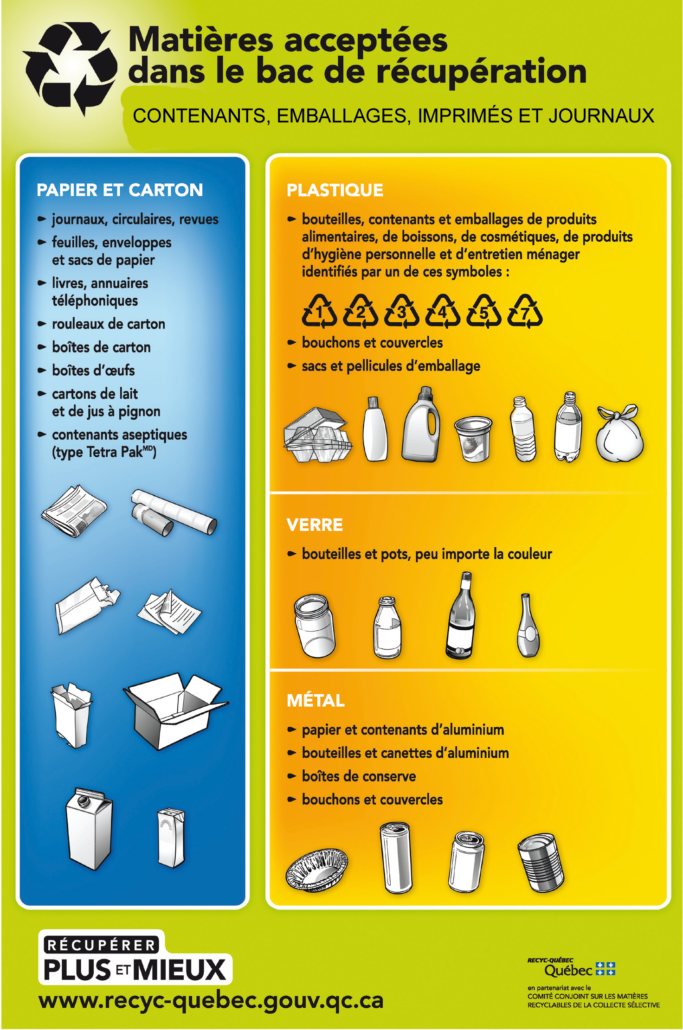 Matières acceptées
dans le bac de récupération
CONTENANTS, EMBALLAGES, IMPRIMÉS ET JOURNAUX
PAPIER ET CARTON
journaux, circulaires, revues
feuilles, enveloppes
et sacs de papier
livres, annuaires
téléphoniques
rouleaux de carton
boîtes de carton
boîtes d'œufs
cartons de lait
et de jus à pignon
contenants aseptiques
(type Tetra Pakᴹᴰ)
PLASTIQUE
bouteilles, contenants et emballages de produits
alimentaires, de boissons, de cosmétiques, de produits
d'hygiène personnelle et d'entretien ménager
identifiés par un de ces symboles :
1 2 3 4 5 7
bouchons et couvercles
sacs et pellicules d'emballage
VERRE
bouteilles et pots, peu importe la couleur
MÉTAL
papier et contenants d'aluminium
bouteilles et canettes d'aluminium
boîtes de conserve
bouchons et couvercles
RÉCUPÉRER
PLUS ET MIEUX
www.recyc-quebec.gouv.qc.ca
RECYC-QUÉBEC
Québec
en partenariat avec le
COMITÉ CONJOINT SUR LES MATIÈRES
RECYCLABLES DE LA COLLECTE SÉLECTIVE